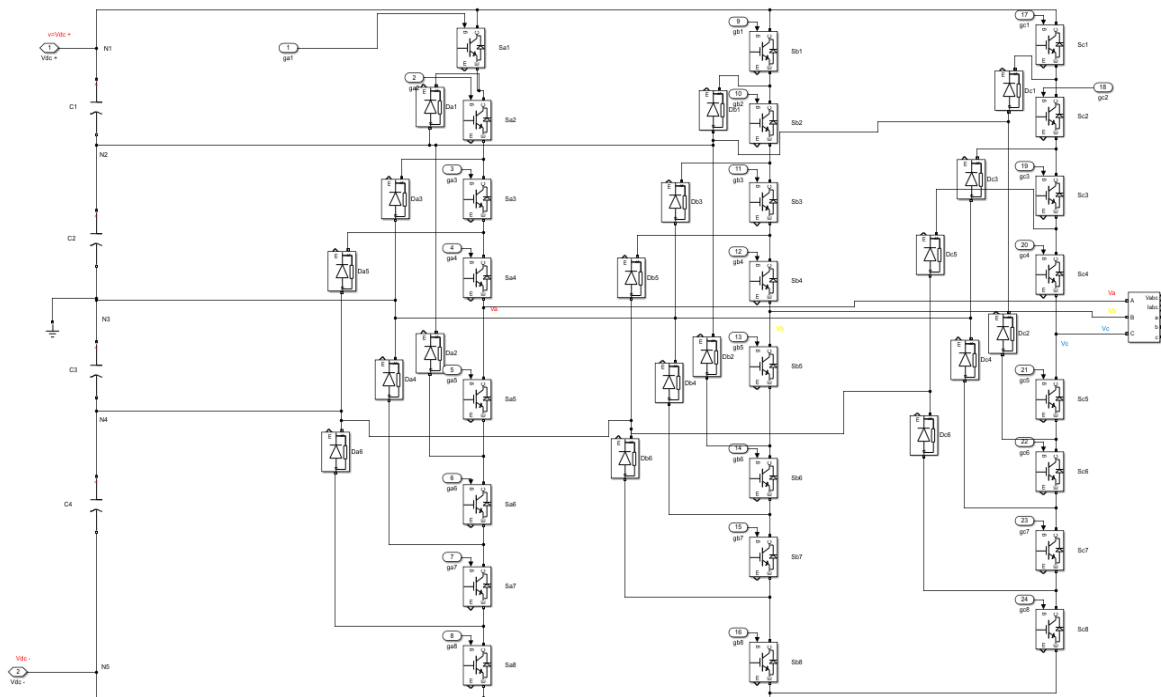 v=Vdc +
1
Vdc +
N1
C1
N2
C2
N3
C3
N4
C4
N5
Vdc -
2
Vdc -
1
ga1
Sa1
2
ga2
Da1
Sa2
3
ga3
Da3
Sa3
4
ga4
Da5
Sa4
Va
Da2
Da4
5
ga5
Sa5
Da6
6
ga6
Sa6
7
ga7
Sa7
8
ga8
Sa8
9
gb1
Sb1
10
gb2
Db1
Sb2
11
gb3
Db3
Sb3
12
gb4
Db5
Sb4
13
gb5
Db2
Db4
Sb5
Db6
14
gb6
Sb6
15
gb7
Sb7
16
gb8
Sb8
17
gc1
Sc1
Dc1
18
gc2
Sc2
19
gc3
Dc3
Sc3
20
gc4
Dc5
Sc4
Va
Vc
Vc
Dc2
Dc4
21
gc5
Sc5
Dc6
22
gc6
Sc6
23
gc7
Sc7
24
gc8
Sc8
A
B
C
Vabc
Iabc
a
b
c